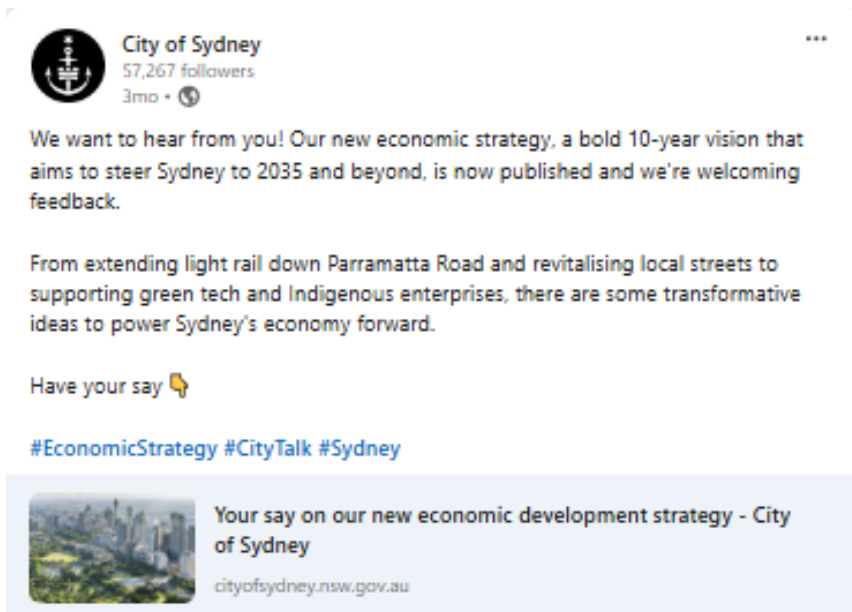 City of Sydney
57,267 followers
3mo •
We want to hear from you! Our new economic strategy, a bold 10-year vision that
aims to steer Sydney to 2035 and beyond, is now published and we're welcoming
feedback.
From extending light rail down Parramatta Road and revitalising local streets to
supporting green tech and Indigenous enterprises, there are some transformative
ideas to power Sydney's economy forward.
Have your say 👇
#EconomicStrategy #CityTalk #Sydney
Your say on our new economic development strategy - City
of Sydney
cityofsydney.nsw.gov.au